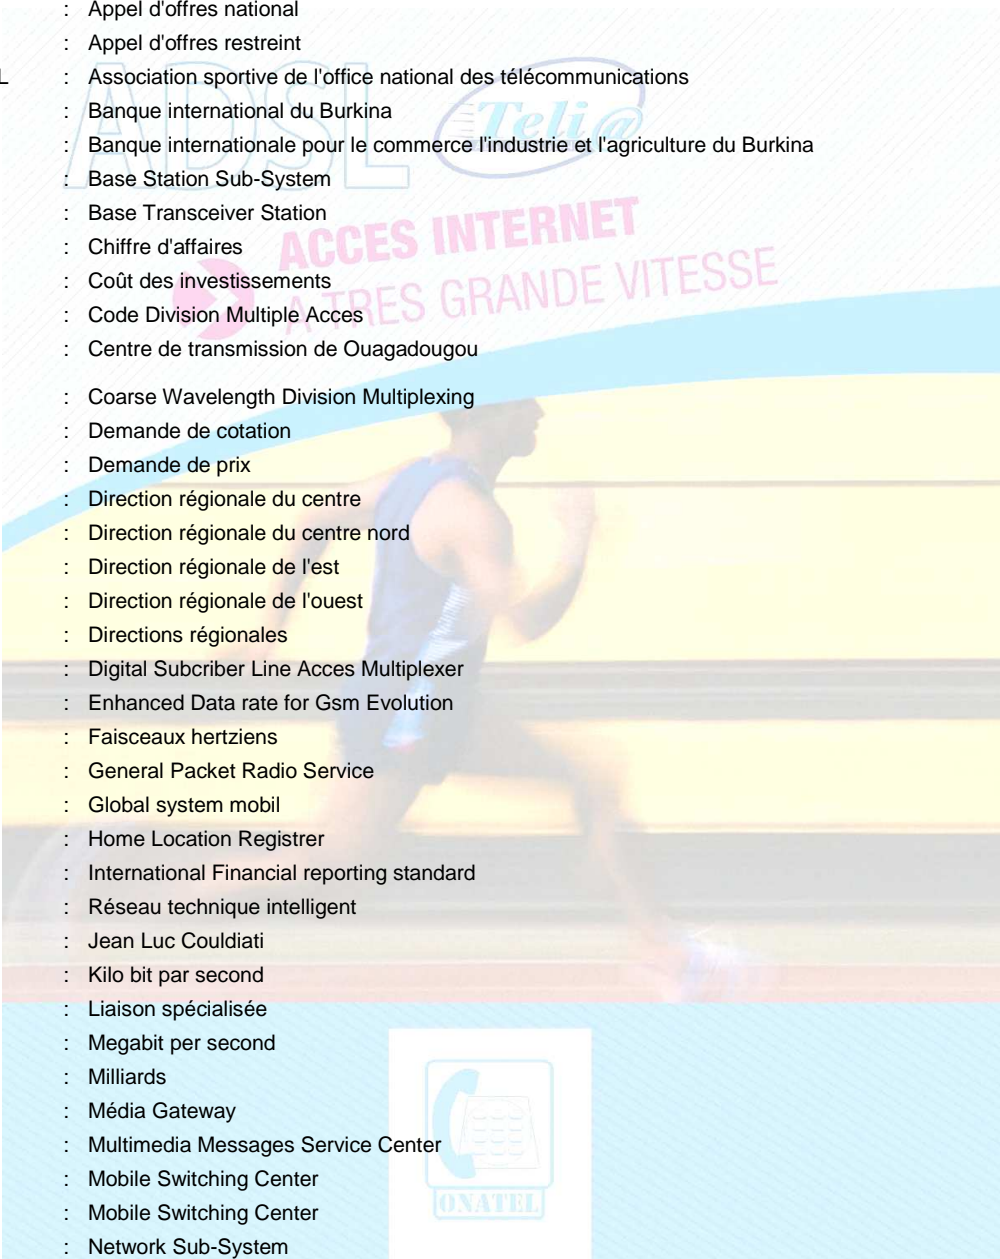 : Appel d'offres national
: Appel d'offres restreint
L : Association sportive de l'office national des télécommunications
: Banque international du Burkina
: Banque internationale pour le commerce l'industrie et l'agriculture du Burkina
: Base Station Sub-System
: Base Transceiver Station
: Chiffre d'affaires
: Coût des investissements
: Code Division Multiple Acces
: Centre de transmission de Ouagadougou
: Coarse Wavelength Division Multiplexing
: Demande de cotation
: Demande de prix
: Direction régionale du centre
: Direction régionale du centre nord
: Direction régionale de l'est
: Direction régionale de l'ouest
: Directions régionales
: Digital Subcriber Line Acces Multiplexer
: Enhanced Data rate for Gsm Evolution
: Faisceaux hertziens
: General Packet Radio Service
: Global system mobil
: Home Location Registrer
: International Financial reporting standard
: Réseau technique intelligent
: Jean Luc Couldiati
: Kilo bit par second
: Liaison spécialisée
: Megabit per second
: Milliards
: Média Gateway
: Multimedia Messages Service Center
: Mobile Switching Center
: Mobile Switching Center
: Network Sub-System
ADSL Teli@
ACCES INTERNET
A TRES GRANDE VITESSE
ONATEL